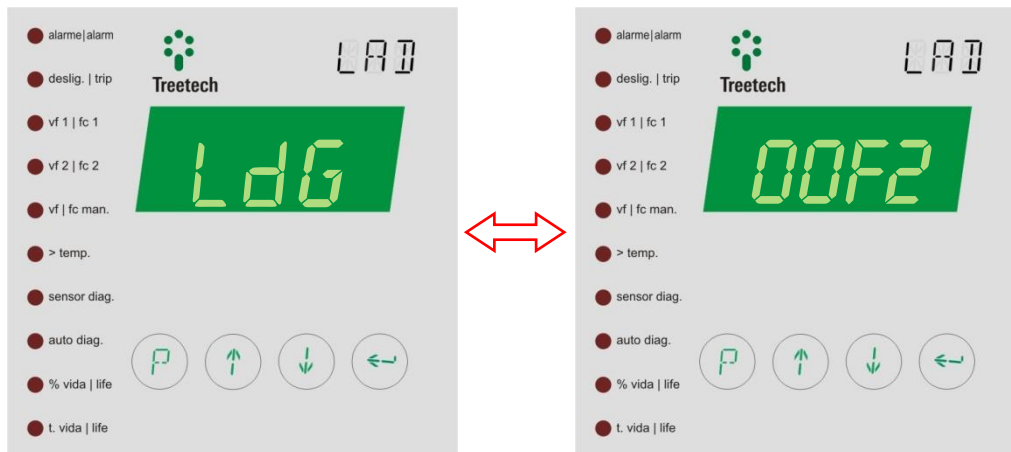 alarme|alarm
deslig. | trip
vf 1 | fc 1
vf 2 | fc 2
vf | fc man.
> temp.
sensor diag.
auto diag.
% vida | life
t. vida | life
Treetech
LAD
LdG
P
alarme|alarm
deslig. | trip
vf 1 | fc 1
vf 2 | fc 2
vf | fc man.
> temp.
sensor diag.
auto diag.
% vida | life
t. vida | life
Treetech
LAD
00F2
P